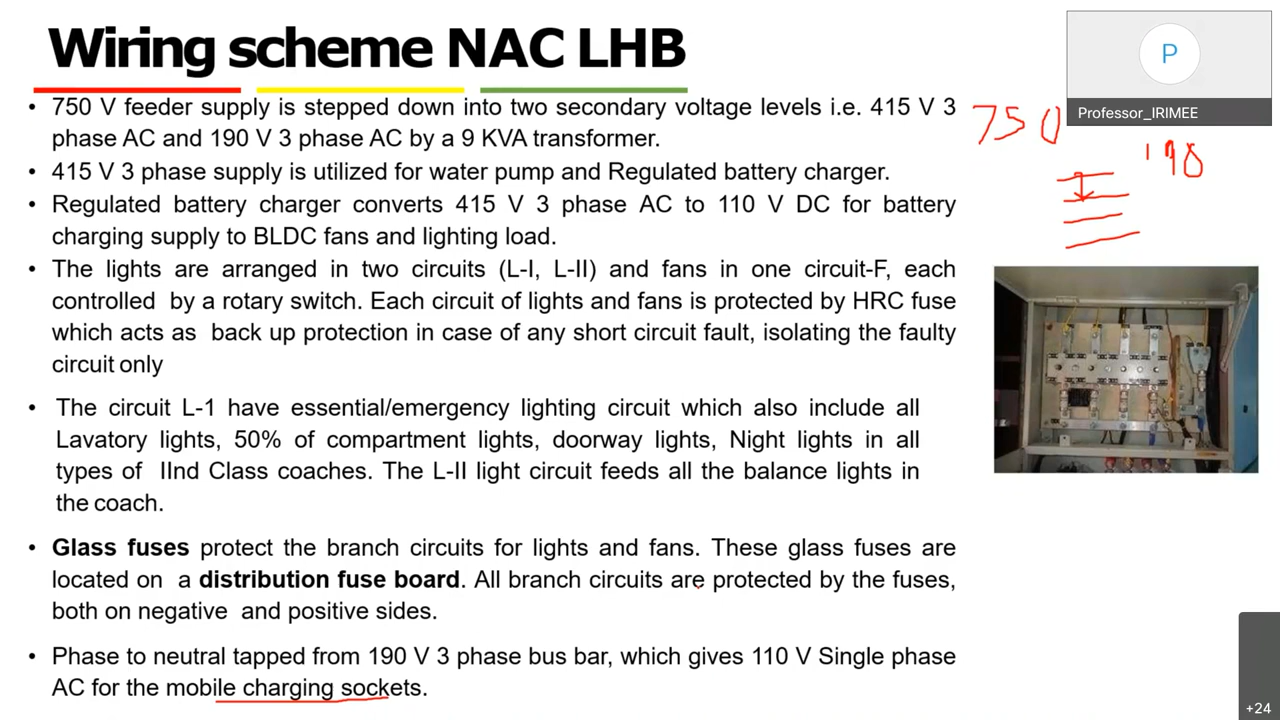 Wiring scheme NAC LHB
P
Professor_IRIMEE
• 750 V feeder supply is stepped down into two secondary voltage levels i.e. 415 V 3
phase AC and 190 V 3 phase AC by a 9 KVA transformer.
• 415 V 3 phase supply is utilized for water pump and Regulated battery charger.
• Regulated battery charger converts 415 V 3 phase AC to 110 V DC for battery
charging supply to BLDC fans and lighting load.
• The lights are arranged in two circuits (L-I, L-II) and fans in one circuit-F, each
controlled by a rotary switch. Each circuit of lights and fans is protected by HRC fuse
which acts as back up protection in case of any short circuit fault, isolating the faulty
circuit only
• The circuit L-1 have essential/emergency lighting circuit which also include all
Lavatory lights, 50% of compartment lights, doorway lights, Night lights in all
types of IInd Class coaches. The L-II light circuit feeds all the balance lights in
the coach.
• Glass fuses protect the branch circuits for lights and fans. These glass fuses are
located on a distribution fuse board. All branch circuits are protected by the fuses,
both on negative and positive sides.
• Phase to neutral tapped from 190 V 3 phase bus bar, which gives 110 V Single phase
AC for the mobile charging sockets.
750
190
+24